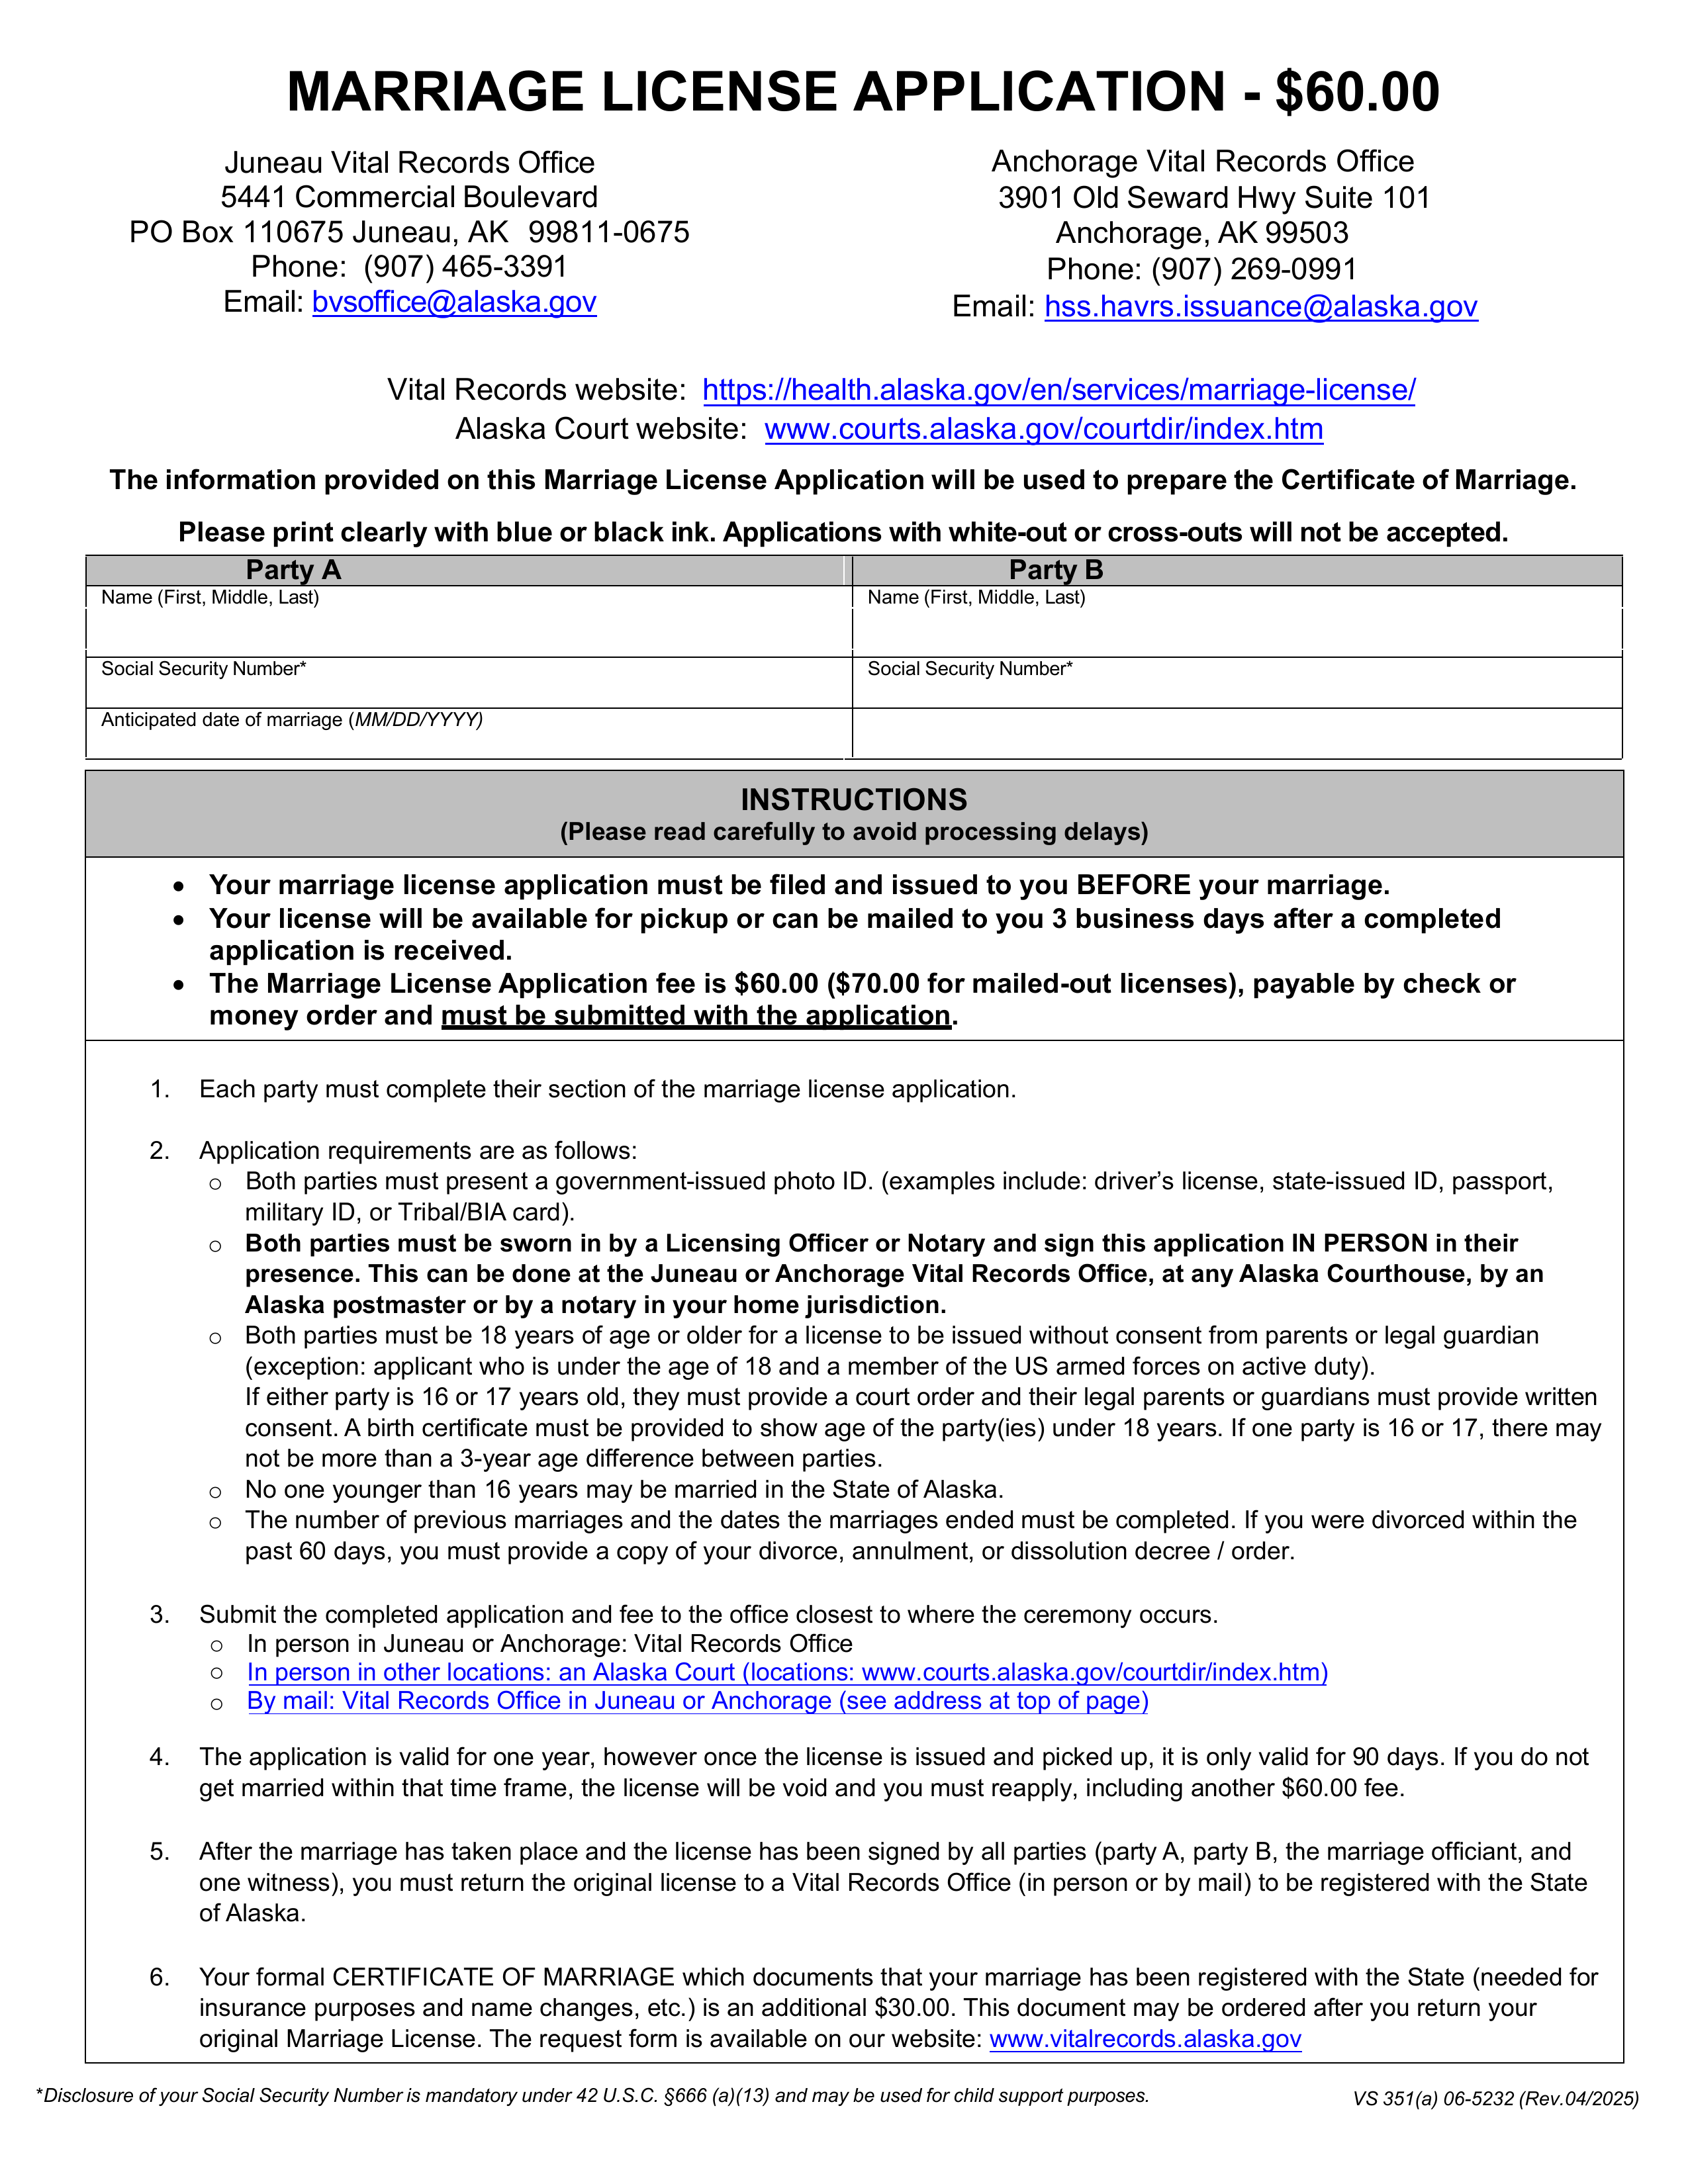 MARRIAGE LICENSE APPLICATION - $60.00
Juneau Vital Records Office
5441 Commercial Boulevard
PO Box 110675 Juneau, AK 99811-0675
Phone: (907) 465-3391
Email: bvsoffice@alaska.gov
Anchorage Vital Records Office
3901 Old Seward Hwy Suite 101
Anchorage, AK 99503
Phone: (907) 269-0991
Email: hss.havrs.issuance@alaska.gov
Vital Records website: https://health.alaska.gov/en/services/marriage-license/
Alaska Court website: www.courts.alaska.gov/courtdir/index.htm
The information provided on this Marriage License Application will be used to prepare the Certificate of Marriage.
Please print clearly with blue or black ink. Applications with white-out or cross-outs will not be accepted.
Party A Party B
Name (First, Middle, Last) Name (First, Middle, Last)
Social Security Number* Social Security Number*
Anticipated date of marriage (MM/DD/YYYY)
INSTRUCTIONS
(Please read carefully to avoid processing delays)
• Your marriage license application must be filed and issued to you BEFORE your marriage.
• Your license will be available for pickup or can be mailed to you 3 business days after a completed
application is received.
• The Marriage License Application fee is $60.00 ($70.00 for mailed-out licenses), payable by check or
money order and must be submitted with the application.
1. Each party must complete their section of the marriage license application.
2. Application requirements are as follows:
o Both parties must present a government-issued photo ID. (examples include: driver’s license, state-issued ID, passport,
military ID, or Tribal/BIA card).
o Both parties must be sworn in by a Licensing Officer or Notary and sign this application IN PERSON in their
presence. This can be done at the Juneau or Anchorage Vital Records Office, at any Alaska Courthouse, by an
Alaska postmaster or by a notary in your home jurisdiction.
o Both parties must be 18 years of age or older for a license to be issued without consent from parents or legal guardian
(exception: applicant who is under the age of 18 and a member of the US armed forces on active duty).
If either party is 16 or 17 years old, they must provide a court order and their legal parents or guardians must provide written
consent. A birth certificate must be provided to show age of the party(ies) under 18 years. If one party is 16 or 17, there may
not be more than a 3-year age difference between parties.
o No one younger than 16 years may be married in the State of Alaska.
o The number of previous marriages and the dates the marriages ended must be completed. If you were divorced within the
past 60 days, you must provide a copy of your divorce, annulment, or dissolution decree / order.
3. Submit the completed application and fee to the office closest to where the ceremony occurs.
o In person in Juneau or Anchorage: Vital Records Office
o In person in other locations: an Alaska Court (locations: www.courts.alaska.gov/courtdir/index.htm)
o By mail: Vital Records Office in Juneau or Anchorage (see address at top of page)
4. The application is valid for one year, however once the license is issued and picked up, it is only valid for 90 days. If you do not
get married within that time frame, the license will be void and you must reapply, including another $60.00 fee.
5. After the marriage has taken place and the license has been signed by all parties (party A, party B, the marriage officiant, and
one witness), you must return the original license to a Vital Records Office (in person or by mail) to be registered with the State
of Alaska.
6. Your formal CERTIFICATE OF MARRIAGE which documents that your marriage has been registered with the State (needed for
insurance purposes and name changes, etc.) is an additional $30.00. This document may be ordered after you return your
original Marriage License. The request form is available on our website: www.vitalrecords.alaska.gov
*Disclosure of your Social Security Number is mandatory under 42 U.S.C. §666 (a)(13) and may be used for child support purposes.
VS 351(a) 06-5232 (Rev.04/2025)